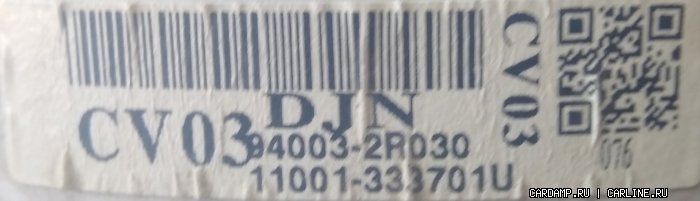 CV03
DJN
94003-2R030
11001-333701U
CV03
076
CARDAMP.RU | CARLINE.RU